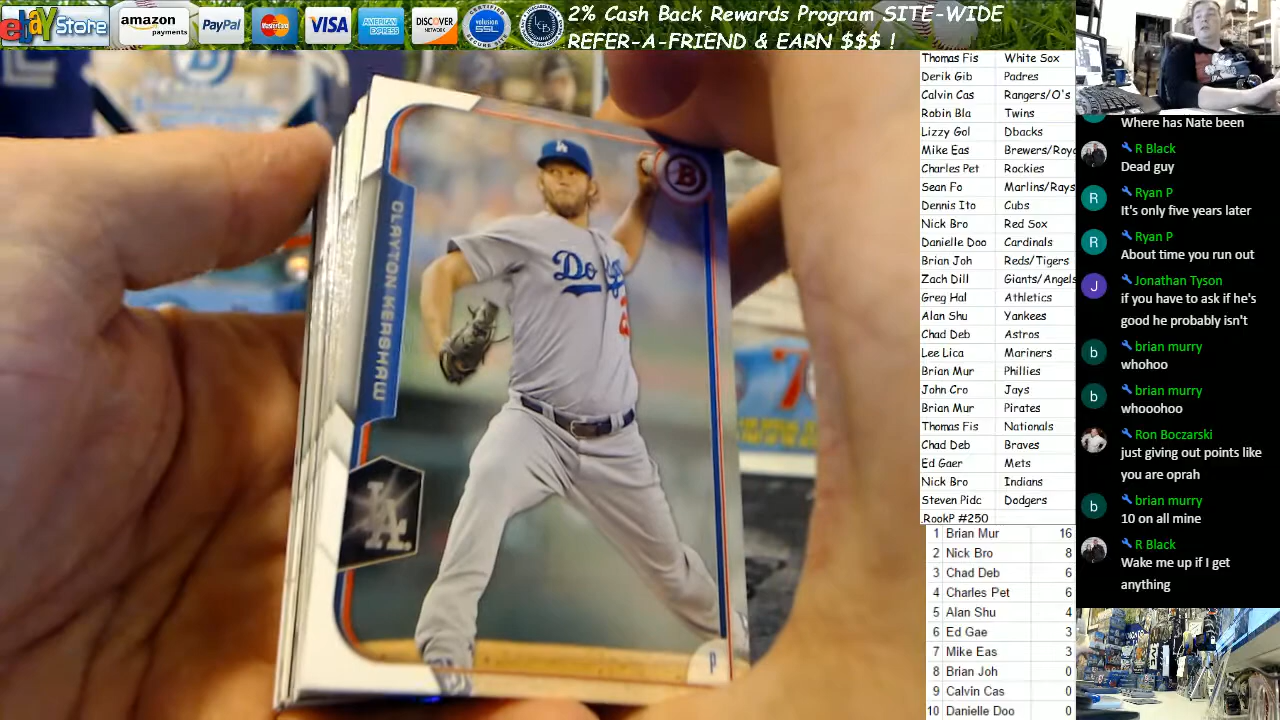 ebay Store
amazon
payments
PayPal
MasterCard
VISA
AMERICAN
EXPRESS
DISCOVER
NETWORK
volusion
SSL
2% Cash Back Rewards Program SITE-WIDE
REFER-A-FRIEND & EARN $$$ !
Thomas Fis White Sox
Derik Gib Padres
Calvin Cas Rangers/O's
Robin Bla Twins
Lizzy Gol Dbacks
Mike Eas Brewers/Royo
Charles Pet Rockies
Sean Fo Marlins/Rays
Dennis Ito Cubs
Nick Bro Red Sox
Danielle Doo Cardinals
Brian Joh Reds/Tigers
Zach Dill Giants/Angels
Greg Hal Athletics
Alan Shu Yankees
Chad Deb Astros
Lee Lica Mariners
Brian Mur Phillies
John Cro Jays
Brian Mur Pirates
Thomas Fis Nationals
Chad Deb Braves
Ed Gaer Mets
Nick Bro Indians
Steven Pidc Dodgers
.RookP #250
1 Brian Mur 16
2 Nick Bro 8
3 Chad Deb 6
4 Charles Pet 6
5 Alan Shu 4
6 Ed Gae 3
7 Mike Eas 3
8 Brian Joh 0
9 Calvin Cas 0
10 Danielle Doo 0
Where has Nate been
R Black
Dead guy
R Ryan P
It's only five years later
R Ryan P
About time you run out
J Jonathan Tyson
if you have to ask if he's
good he probably isn't
b brian murry
whohoo
b brian murry
whooohoo
Ron Boczarski
just giving out points like
you are oprah
b brian murry
10 on all mine
R Black
Wake me up if I get
anything
CLAYTON KERSHAW
LA
B
Dodgers
LA
P